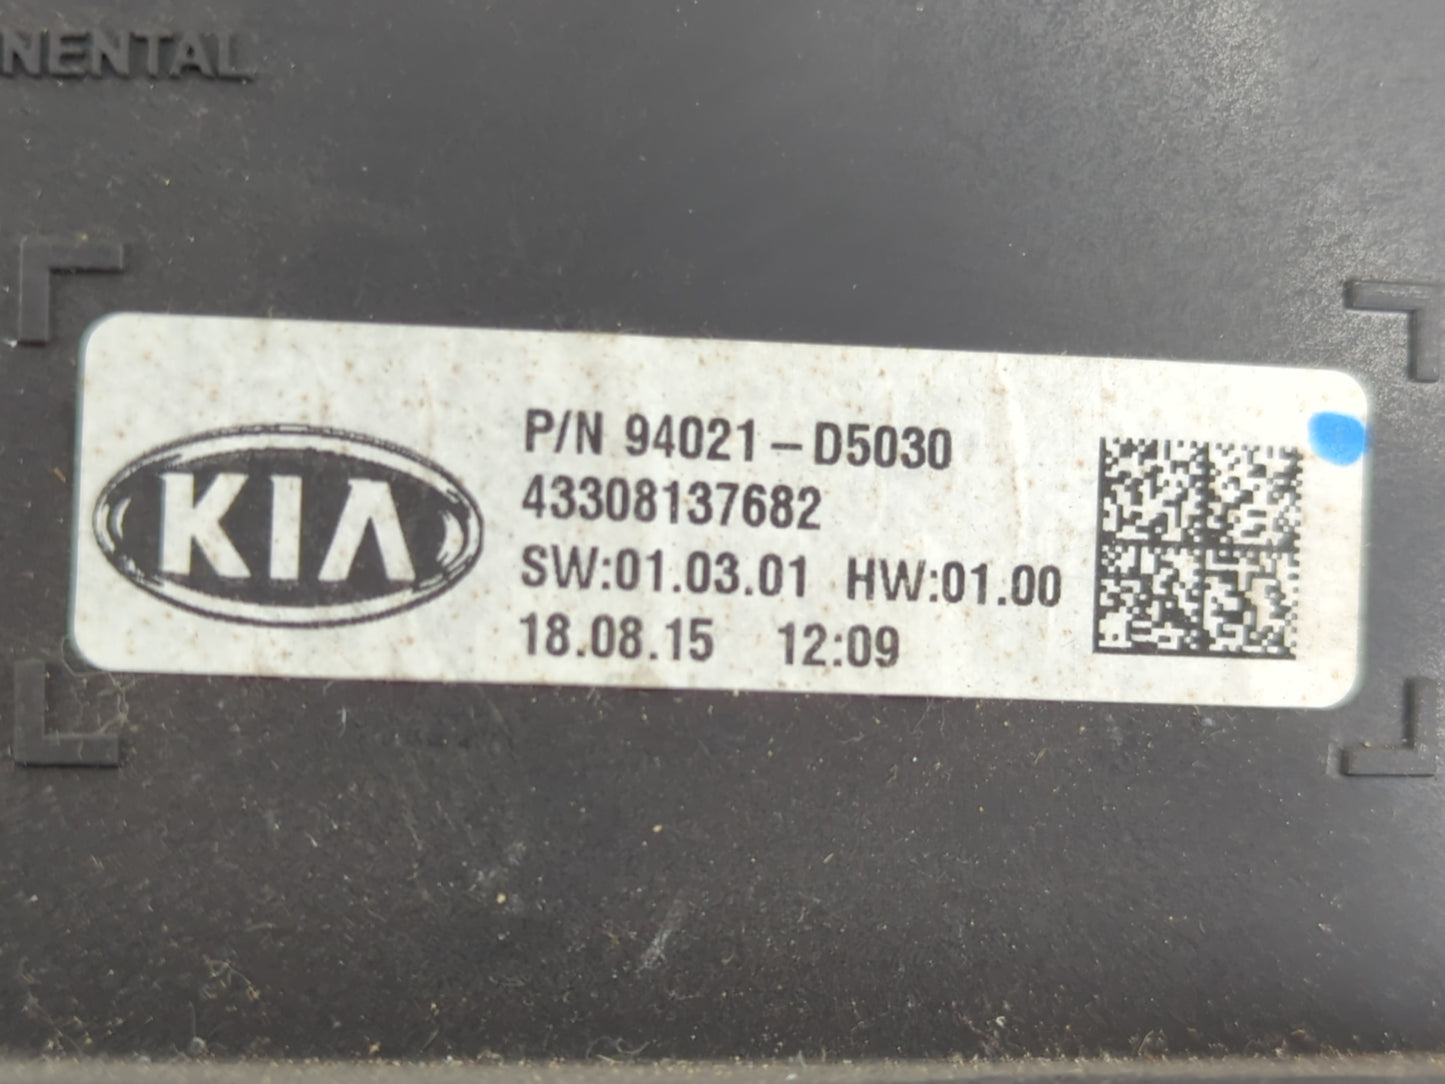 NENTAL
KIA
P/N 94021-D5030
43308137682
SW:01.03.01 HW:01.00
18.08.15 12:09